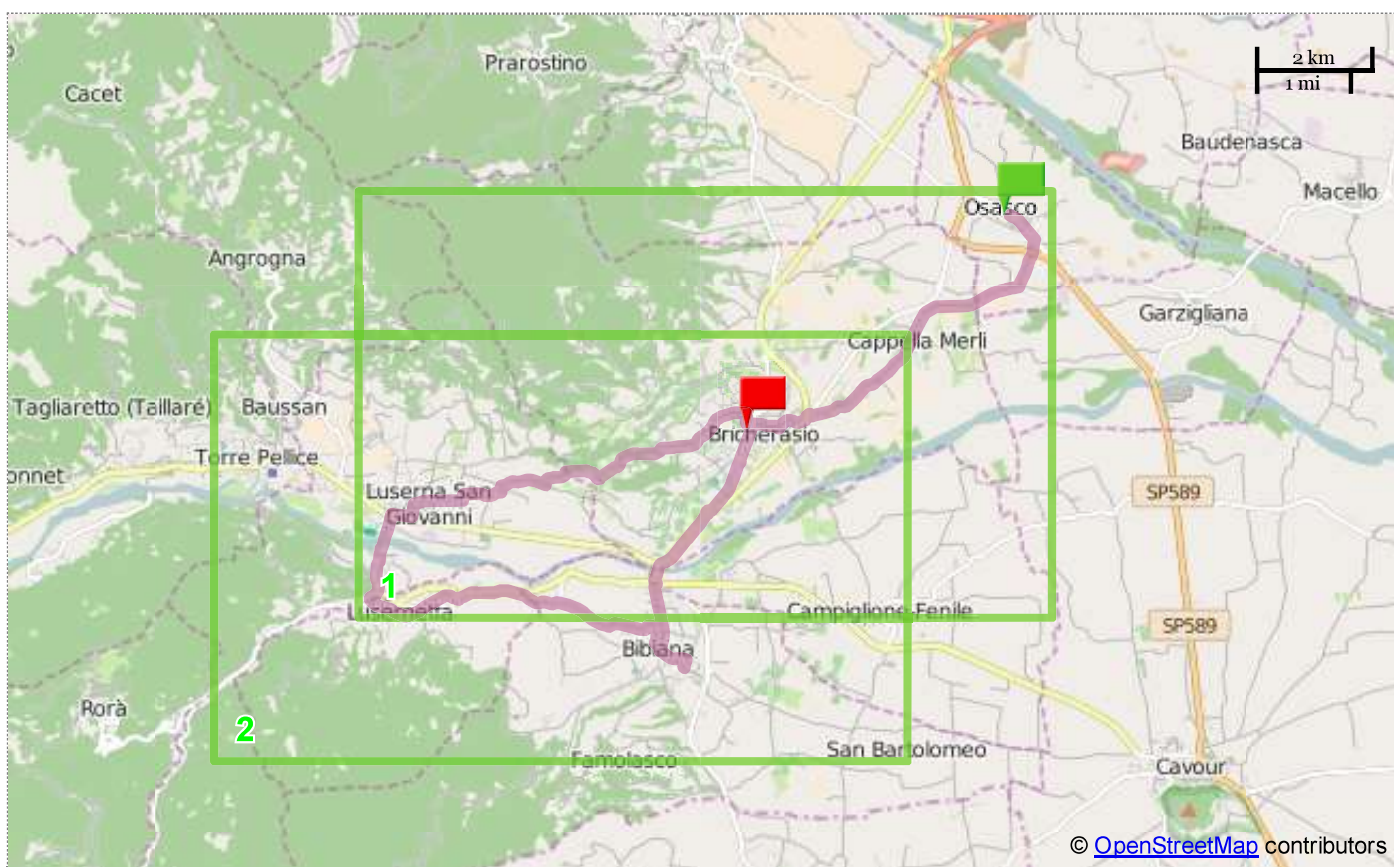 2 km
1 mi
Prarostino
Cacet
Baudenasca
Macello
Osasco
Angrogna
Garzigliana
Cappella Merli
Tagliaretto (Taillaré)
Baussan
Bricherasio
Torre Pellice
onnet
Luserna San
Giovanni
SP589
1
Lusernetta
Campiglione-Fenile
SP589
Bibiana
Rorà
2
Famolasco
San Bartolomeo
Cavour
© OpenStreetMap contributors